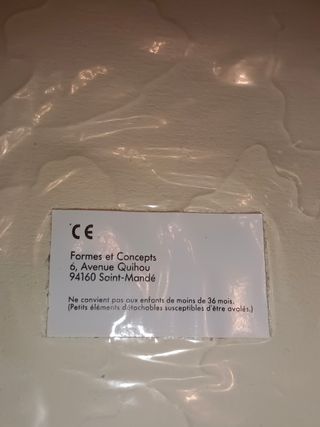 CE
Formes et Concepts
6, Avenue Quihou
94160 Saint-Mandé
Ne convient pas aux enfants de moins de 36 mois.
(Petits éléments détachables susceptibles d'être avalés.)